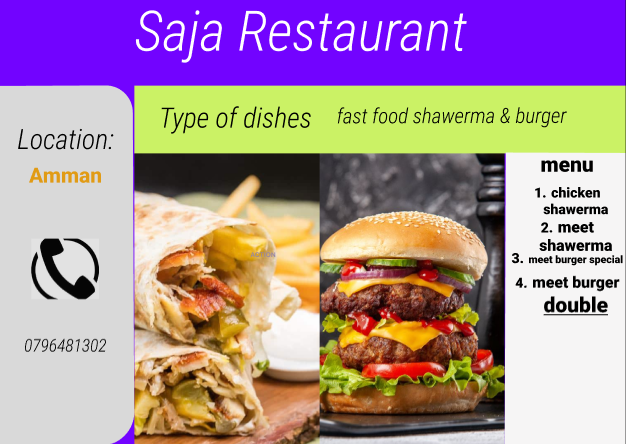 Saja Restaurant
Type of dishes
fast food shawerma & burger
Location:
Amman
0796481302
menu
1. chicken
shawerma
2. meet
shawerma
3. meet burger special
4. meet burger
double